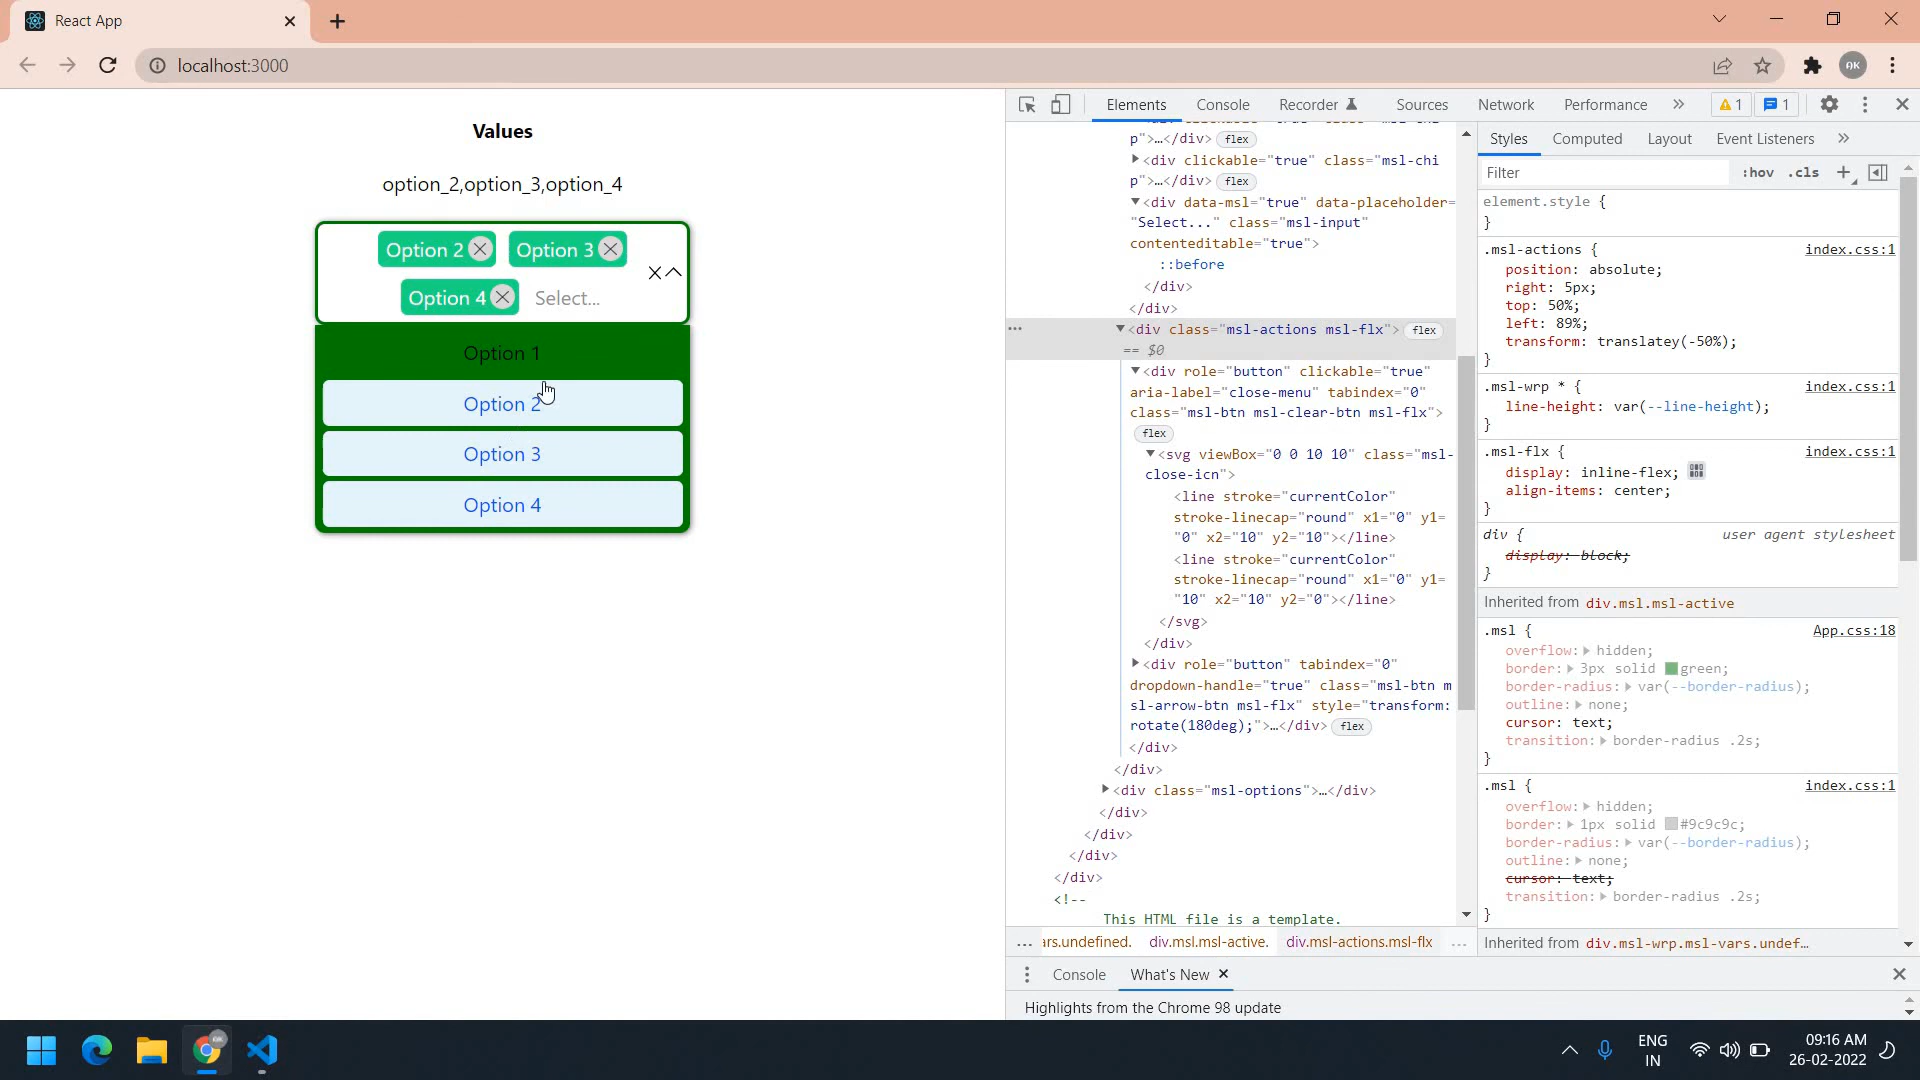 React App
localhost:3000
AK
Values
option_2,option_3,option_4
Option 2 Option 3
Option 4 Select...
Option 1
Option 2
Option 3
Option 4
Elements Console Recorder Sources Network Performance » 1 1
p">…</div> flex
<div clickable="true" class="msl-chi
p">…</div> flex
<div data-msl="true" data-placeholder=
"Select..." class="msl-input"
contenteditable="true">
::before
</div>
</div>
<div class="msl-actions msl-flx"> flex
== $0
<div role="button" clickable="true"
aria-label="close-menu" tabindex="0"
class="msl-btn msl-clear-btn msl-flx">
flex
<svg viewBox="0 0 10 10" class="msl-
close-icn">
<line stroke="currentColor"
stroke-linecap="round" x1="0" y1=
"0" x2="10" y2="10"></line>
<line stroke="currentColor"
stroke-linecap="round" x1="0" y1=
"10" x2="10" y2="0"></line>
</svg>
</div>
<div role="button" tabindex="0"
dropdown-handle="true" class="msl-btn m
sl-arrow-btn msl-flx" style="transform:
rotate(180deg);">…</div> flex
</div>
</div>
<div class="msl-options">…</div>
</div>
</div>
</div>
</div>
<!--
This HTML file is a template.
... ars.undefined. div.msl.msl-active. div.msl-actions.msl-flx ...
Styles Computed Layout Event Listeners »
Filter :hov .cls +
element.style {
}
.msl-actions { index.css:1
position: absolute;
right: 5px;
top: 50%;
left: 89%;
transform: translatey(-50%);
}
.msl-wrp * { index.css:1
line-height: var(--line-height);
}
.msl-flx { index.css:1
display: inline-flex;
align-items: center;
}
div { user agent stylesheet
display: block;
}
Inherited from div.msl.msl-active
.msl { App.css:18
overflow: hidden;
border: 3px solid green;
border-radius: var(--border-radius);
outline: none;
cursor: text;
transition: border-radius .2s;
}
.msl { index.css:1
overflow: hidden;
border: 1px solid #9c9c9c;
border-radius: var(--border-radius);
outline: none;
cursor: text;
transition: border-radius .2s;
}
Inherited from div.msl-wrp.msl-vars.undef…
Console What's New
Highlights from the Chrome 98 update
ENG
IN
09:16 AM
26-02-2022